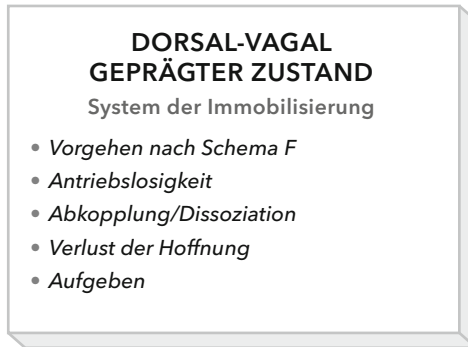 DORSAL-VAGAL
GEPRÄGTER ZUSTAND
System der Immobilisierung
• Vorgehen nach Schema F
• Antriebslosigkeit
• Abkopplung/Dissoziation
• Verlust der Hoffnung
• Aufgeben